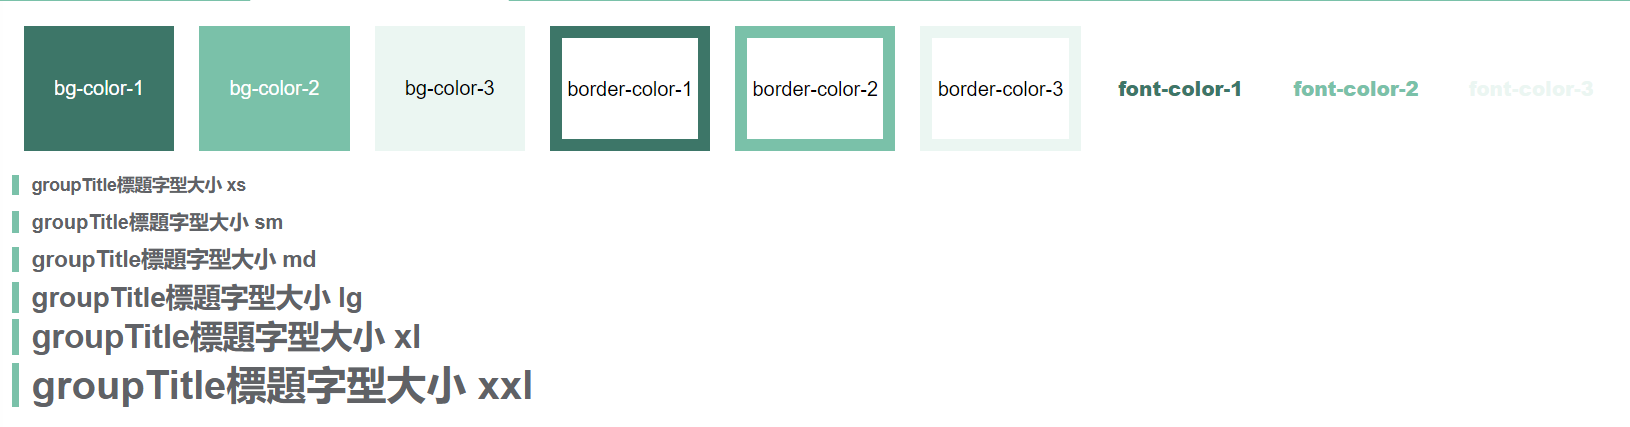 bg-color-1 bg-color-2 bg-color-3 border-color-1 border-color-2 border-color-3 font-color-1 font-color-2 font-color-3
groupTitle標題字型大小 xs
groupTitle標題字型大小 sm
groupTitle標題字型大小 md
groupTitle標題字型大小 lg
groupTitle標題字型大小 xl
groupTitle標題字型大小 xxl